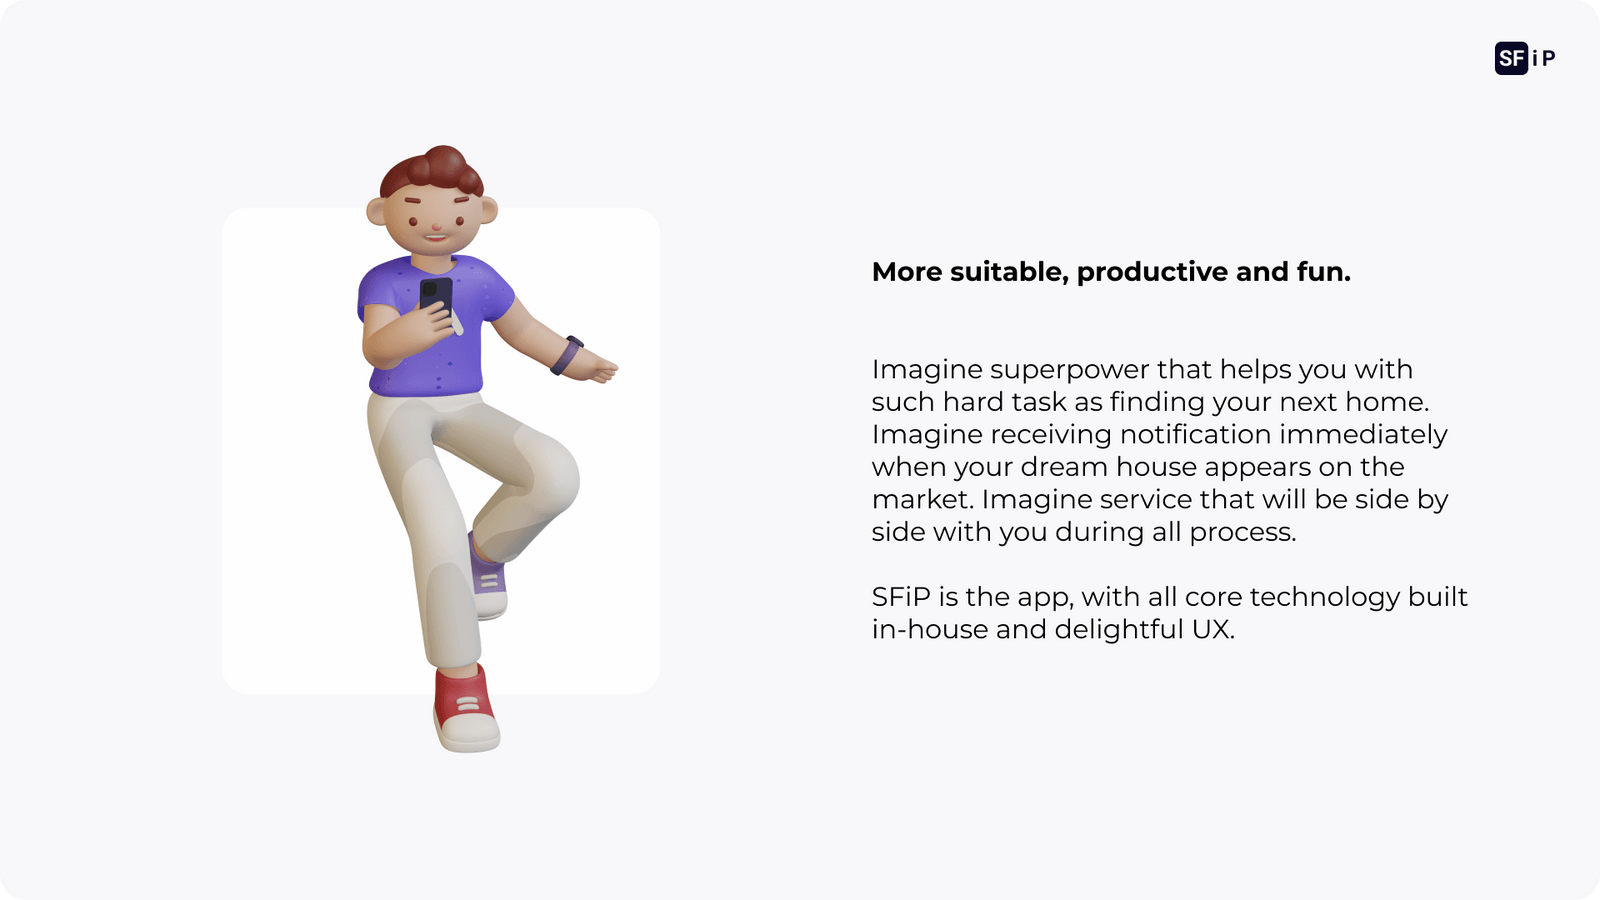 SFiP
More suitable, productive and fun.
Imagine superpower that helps you with
such hard task as finding your next home.
Imagine receiving notification immediately
when your dream house appears on the
market. Imagine service that will be side by
side with you during all process.
SFiP is the app, with all core technology built
in-house and delightful UX.